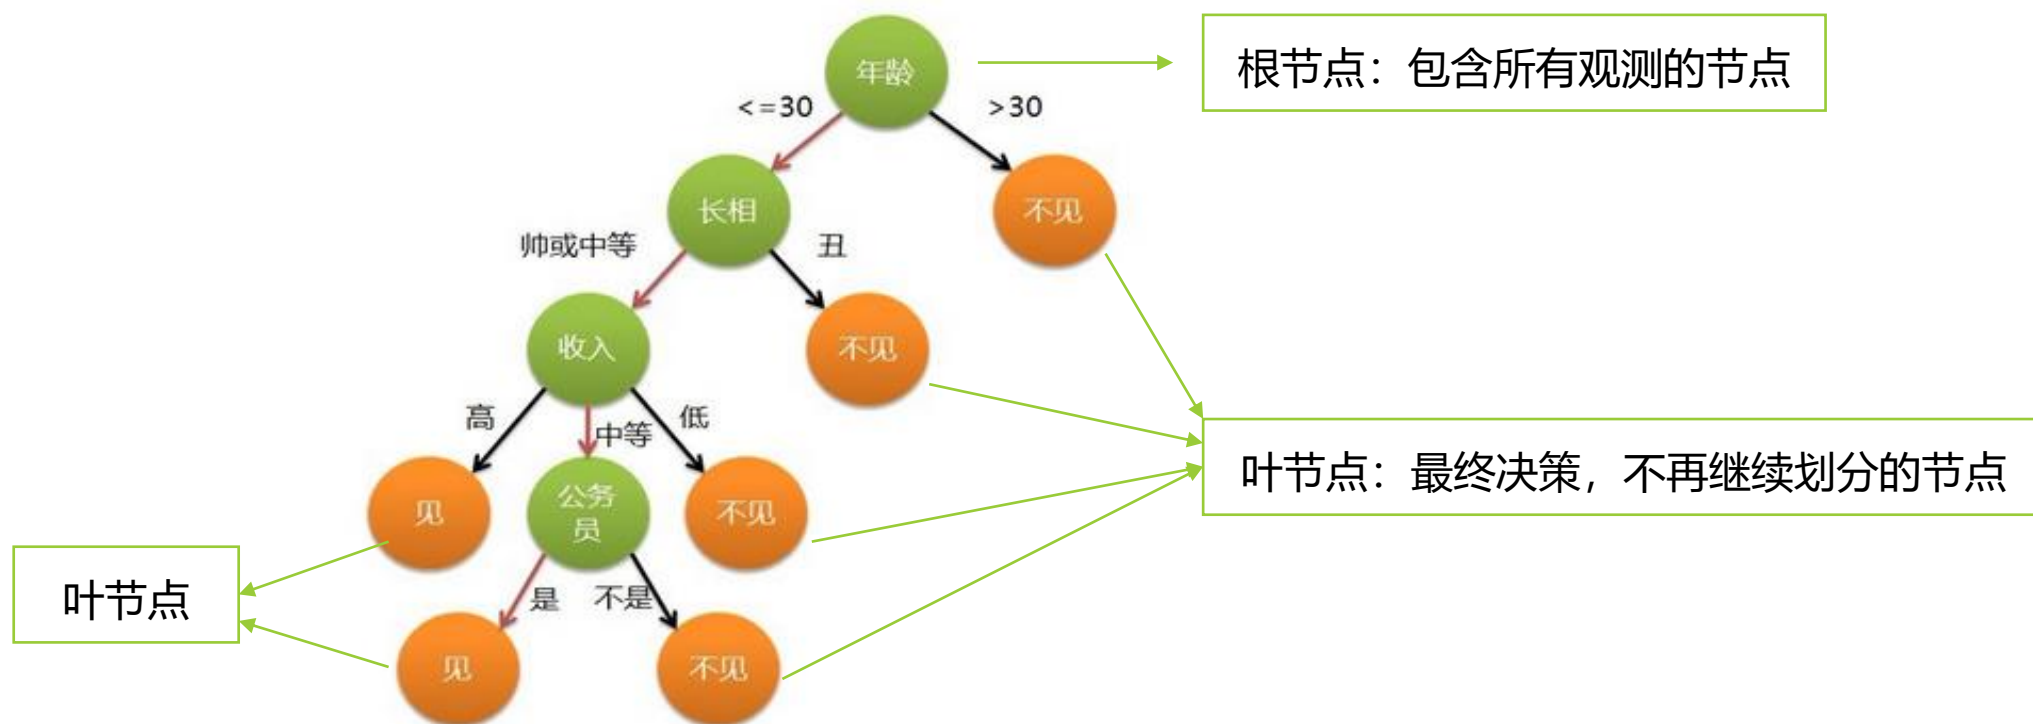 年龄
根节点：包含所有观测的节点
<=30
>30
长相
不见
帅或中等
丑
收入
不见
高
中等
低
叶节点：最终决策，不再继续划分的节点
见
公务
员
不见
叶节点
是
不是
见
不见